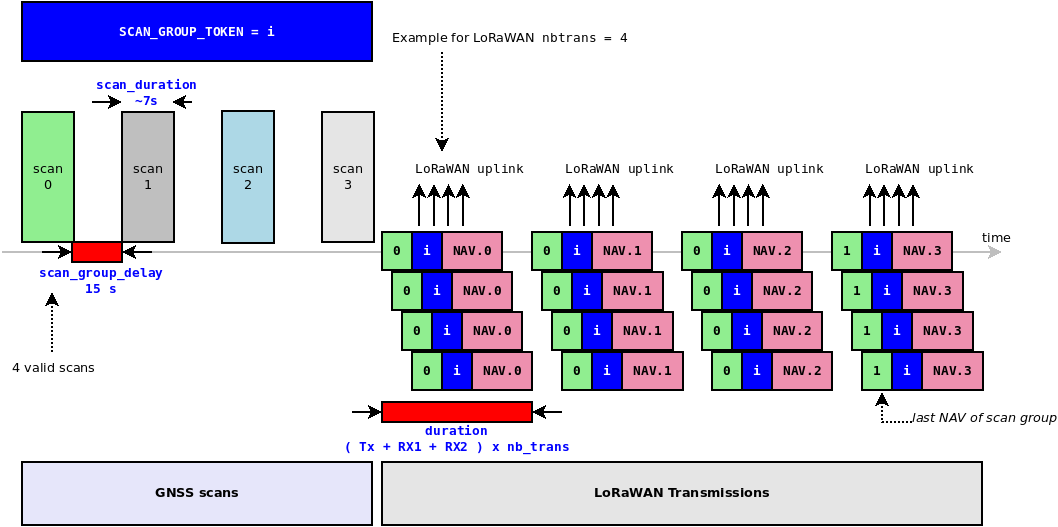 SCAN_GROUP_TOKEN = i
Example for LoRaWAN nbtrans = 4
scan_duration
~7s
scan
0
scan
1
scan
2
scan
3
LoRaWAN uplink
LoRaWAN uplink
LoRaWAN uplink
LoRaWAN uplink
time
0 i NAV.0
0 i NAV.1
0 i NAV.2
1 i NAV.3
scan_group_delay
15 s
0 i NAV.0
0 i NAV.1
0 i NAV.2
1 i NAV.3
0 i NAV.0
0 i NAV.1
0 i NAV.2
1 i NAV.3
4 valid scans
0 i NAV.0
0 i NAV.1
0 i NAV.2
1 i NAV.3
last NAV of scan group
duration
( Tx + RX1 + RX2 ) x nb_trans
GNSS scans
LoRaWAN Transmissions